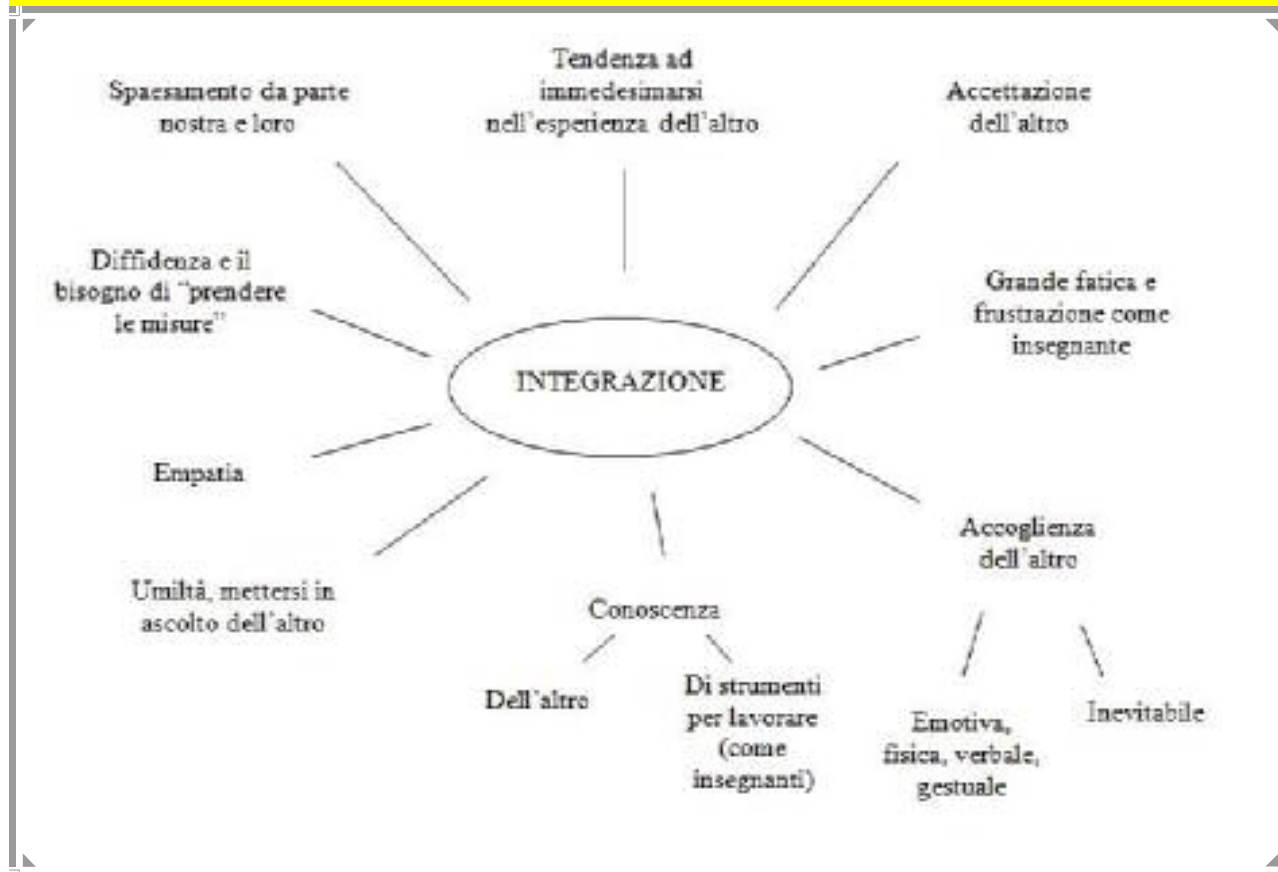 Spaesamento da parte
nostra e loro
Tendenza ad
immedesimarsi
nell'esperienza dell'altro
Accettazione
dell'altro
Diffidenza e il
bisogno di "prendere
le misure"
Grande fatica e
frustrazione come
insegnante
INTEGRAZIONE
Empatia
Accoglienza
dell'altro
Umiltà, mettersi in
ascolto dell'altro
Conoscenza
Dell'altro
Di strumenti
per lavorare
(come
insegnanti)
Emotiva,
fisica, verbale,
gestuale
Inevitabile